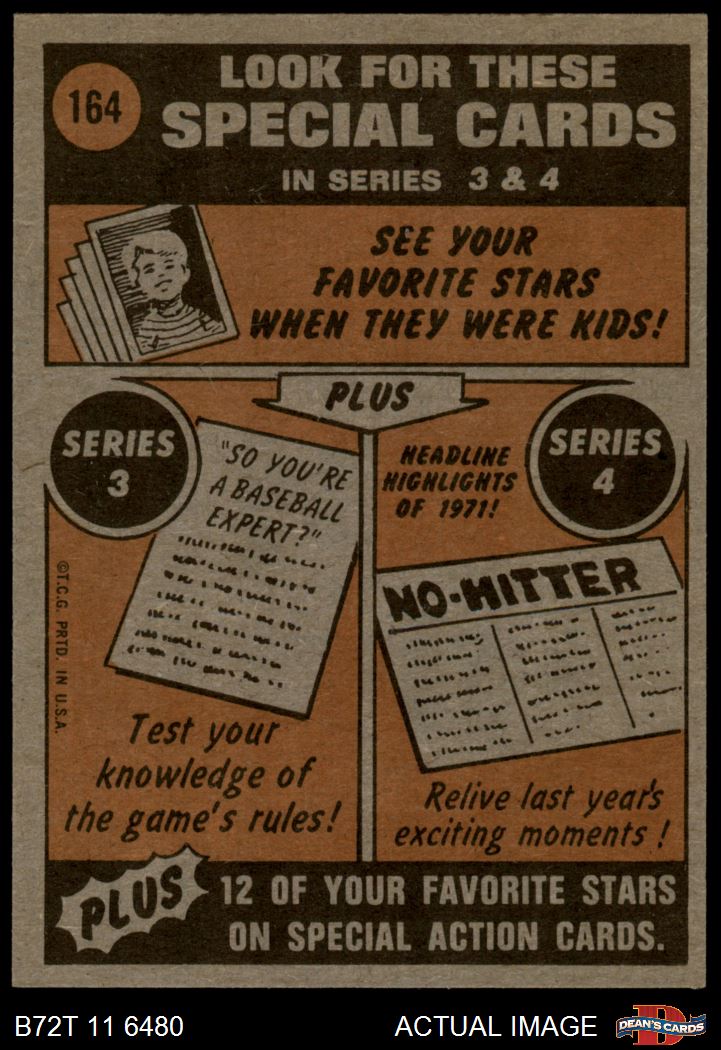 164
LOOK FOR THESE
SPECIAL CARDS
IN SERIES 3 & 4
SEE YOUR
FAVORITE STARS
WHEN THEY WERE KIDS!
PLUS
SERIES
3
"SO YOU'RE
A BASEBALL
EXPERT?"
Test your
knowledge of
the game's rules!
HEADLINE
HIGHLIGHTS
OF 1971!
SERIES
4
NO-HITTER
Relive last year's
exciting moments!
©T.C.G. PRTD. IN U.S.A.
PLUS
12 OF YOUR FAVORITE STARS
ON SPECIAL ACTION CARDS.
B72T 11 6480
ACTUAL IMAGE
D
DEAN'S CARDS